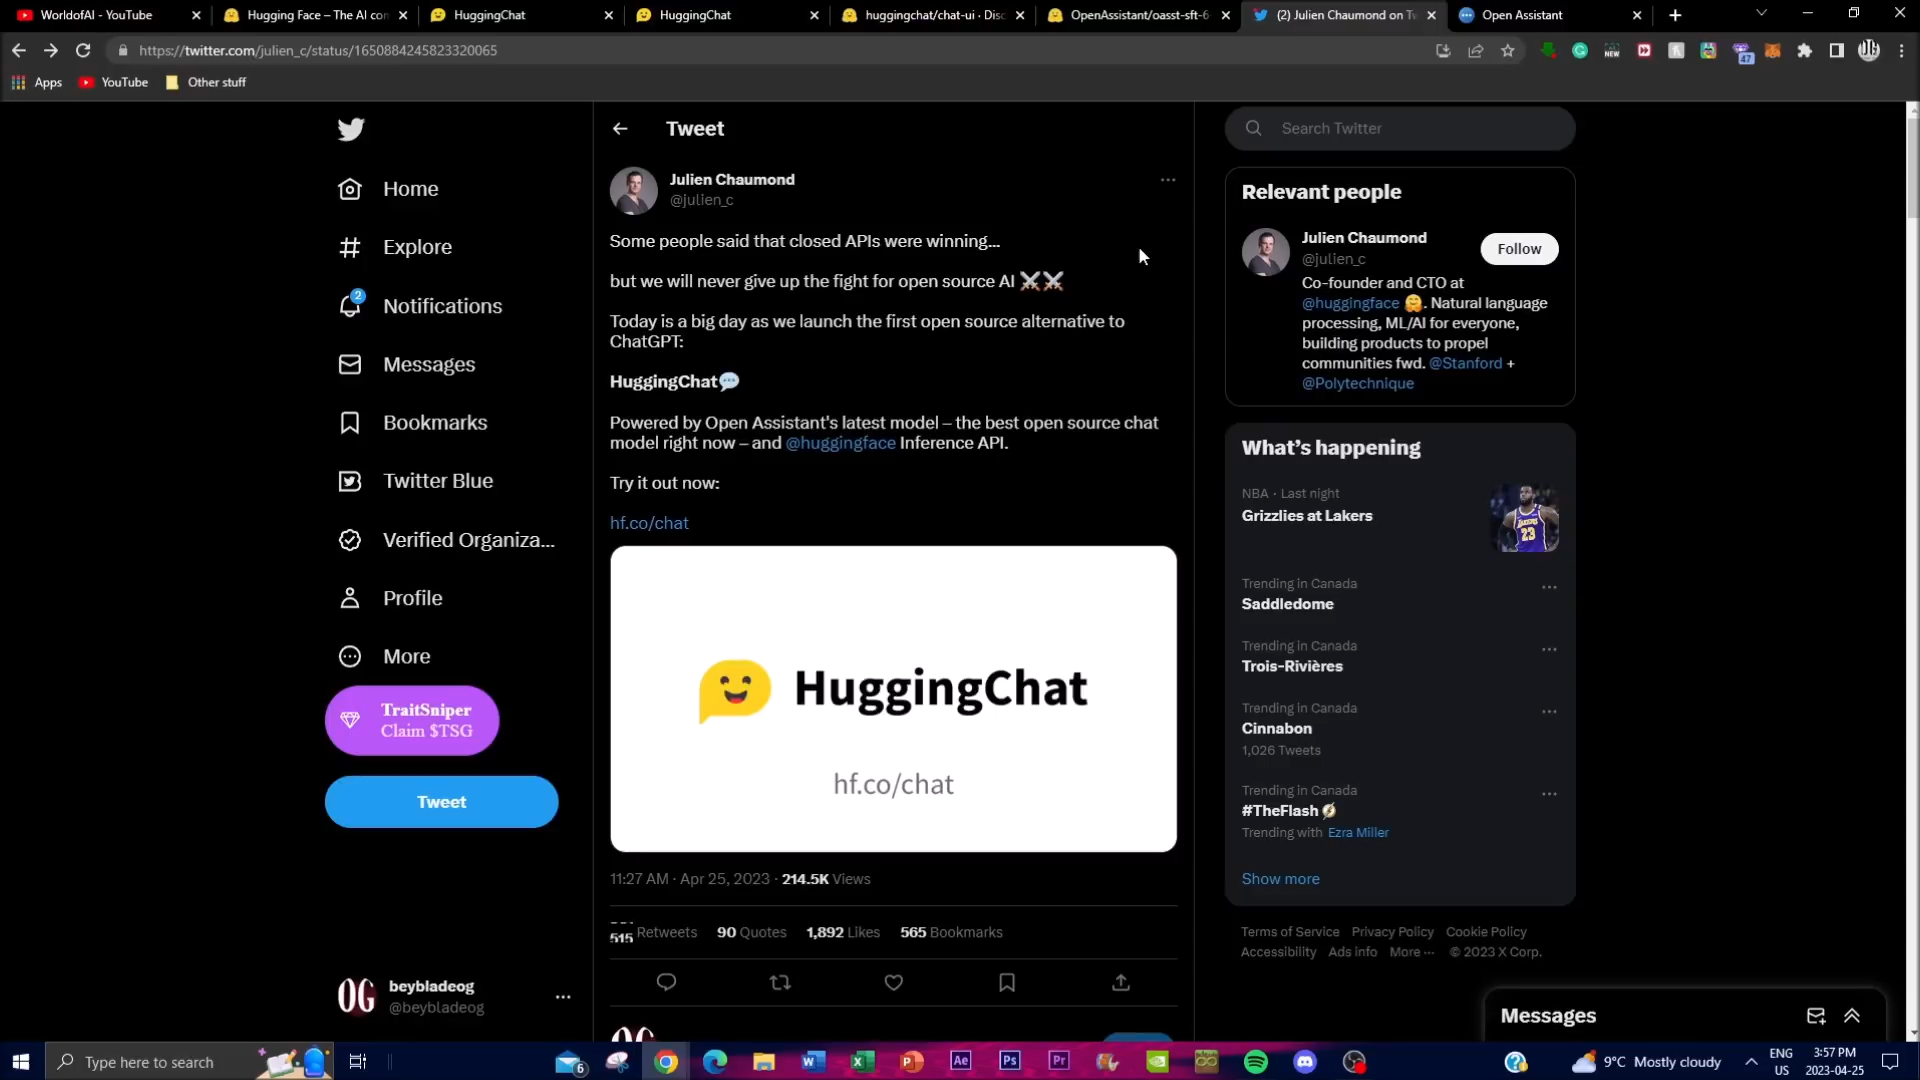 WorldofAI - YouTube
Hugging Face – The AI con
HuggingChat
HuggingChat
huggingchat/chat-ui · Disc
OpenAssistant/oasst-sft-6
(2) Julien Chaumond on Tw
Open Assistant
https://twitter.com/julien_c/status/1650884245823320065
NEW
47
Apps
YouTube
Other stuff
Home
Explore
2
Notifications
Messages
Bookmarks
Twitter Blue
Verified Organiza...
Profile
More
TraitSniper
Claim $TSG
Tweet
OG
beybladeog
@beybladeog
Tweet
Julien Chaumond
@julien_c
Some people said that closed APIs were winning...
but we will never give up the fight for open source AI ⚔⚔
Today is a big day as we launch the first open source alternative to
ChatGPT:
HuggingChat💬
Powered by Open Assistant's latest model – the best open source chat
model right now – and @huggingface Inference API.
Try it out now:
hf.co/chat
HuggingChat
hf.co/chat
11:27 AM · Apr 25, 2023 · 214.5K Views
515 Retweets 90 Quotes 1,892 Likes 565 Bookmarks
Search Twitter
Relevant people
Julien Chaumond
@julien_c
Follow
Co-founder and CTO at
@huggingface 🤗. Natural language
processing, ML/AI for everyone,
building products to propel
communities fwd. @Stanford +
@Polytechnique
What's happening
NBA · Last night
Grizzlies at Lakers
Trending in Canada
Saddledome
Trending in Canada
Trois-Rivières
Trending in Canada
Cinnabon
1,026 Tweets
Trending in Canada
#TheFlash
Trending with Ezra Miller
Show more
Terms of Service Privacy Policy Cookie Policy
Accessibility Ads info More ··· © 2023 X Corp.
Messages
Type here to search
6
Ae
Ps
Pr
9°C Mostly cloudy
ENG
US
3:57 PM
2023-04-25